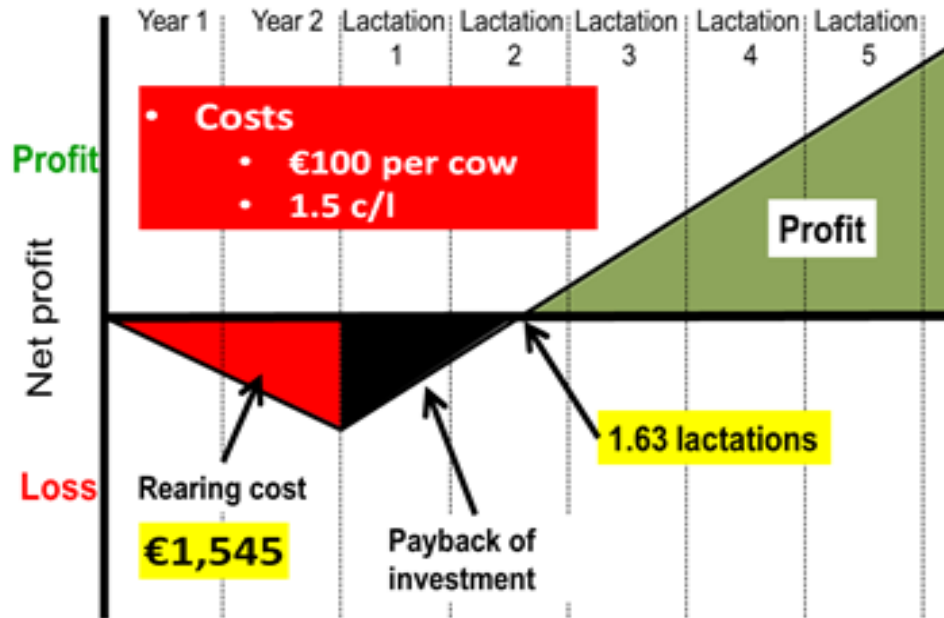 Year 1
Year 2
Lactation
1
Lactation
2
Lactation
3
Lactation
4
Lactation
5
• Costs
• €100 per cow
• 1.5 c/l
Profit
Profit
Net profit
1.63 lactations
Loss
Rearing cost
€1,545
Payback of
investment